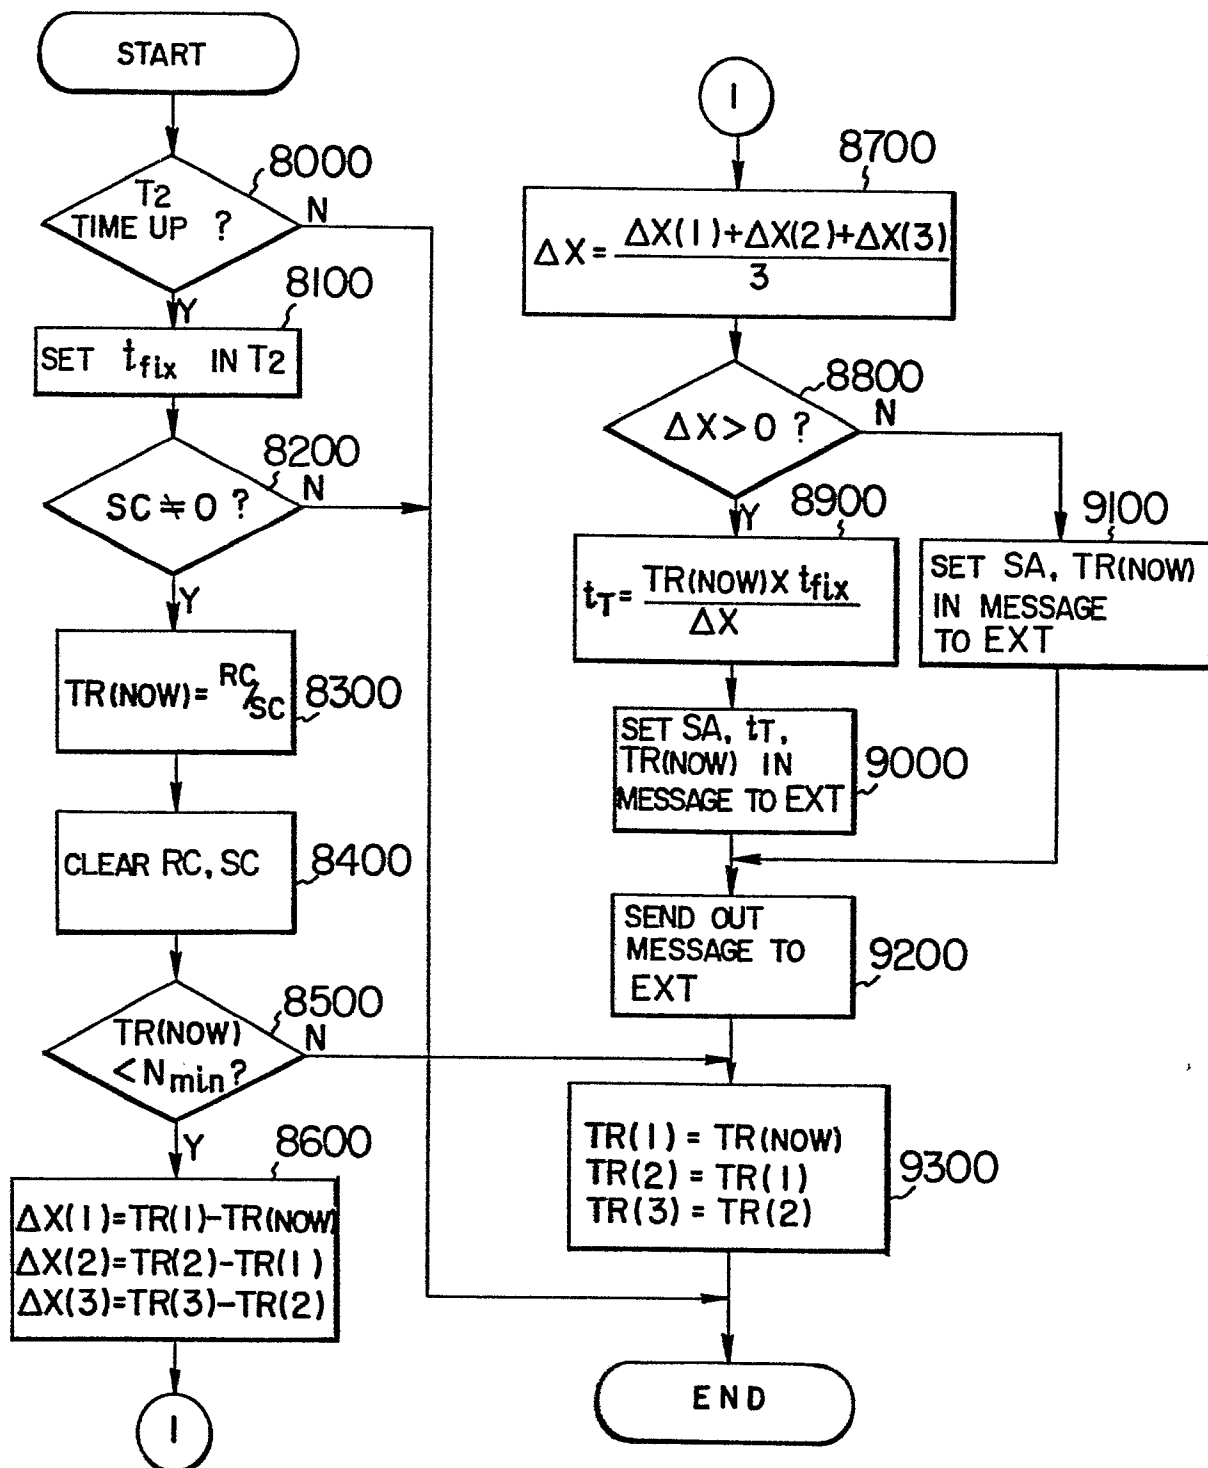 START
8000
T2
TIME UP ?
N
Y
8100
SET tfix IN T2
8200
SC ≒ 0 ?
N
Y
TR(NOW)= RC/SC
8300
CLEAR RC, SC
8400
8500
TR(NOW)
< Nmin?
N
Y
8600
ΔX(1)=TR(1)-TR(NOW)
ΔX(2)=TR(2)-TR(1)
ΔX(3)=TR(3)-TR(2)
1
1
8700
ΔX = ΔX(1)+ΔX(2)+ΔX(3)
3
8800
ΔX > 0 ?
N
Y
8900
tT = TR(NOW) X tfix
ΔX
9100
SET SA, TR(NOW)
IN MESSAGE
TO EXT
SET SA, tT,
TR(NOW) IN
MESSAGE TO EXT
9000
SEND OUT
MESSAGE TO
EXT
9200
TR(1) = TR(NOW)
TR(2) = TR(1)
TR(3) = TR(2)
9300
END